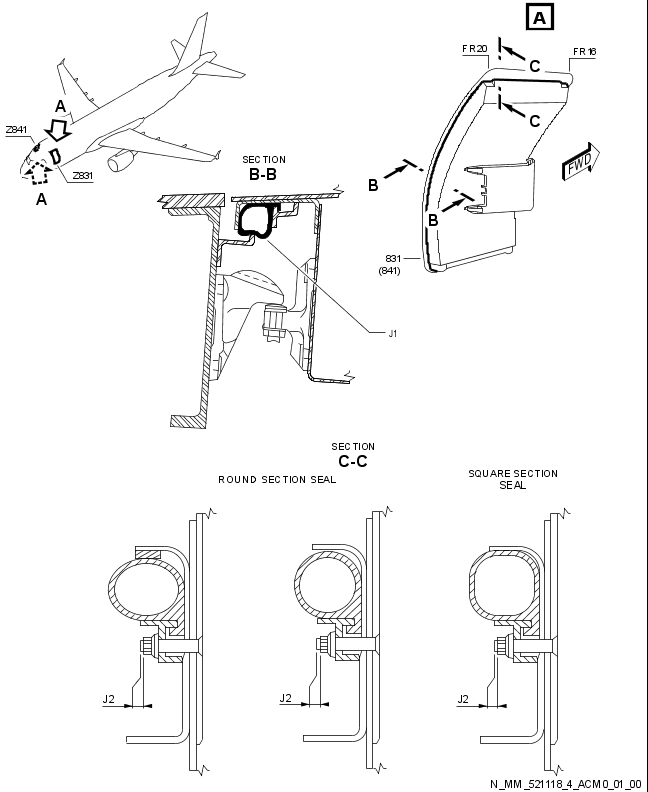 A
FR20
FR16
C
A
Z841
C
SECTION
B-B
FWD
Z831
B
A
B
831
(841)
J1
SECTION
C-C
ROUND SECTION SEAL
SQUARE SECTION
SEAL
J2
J2
J2
N_MM_521118_4_ACM0_01_00